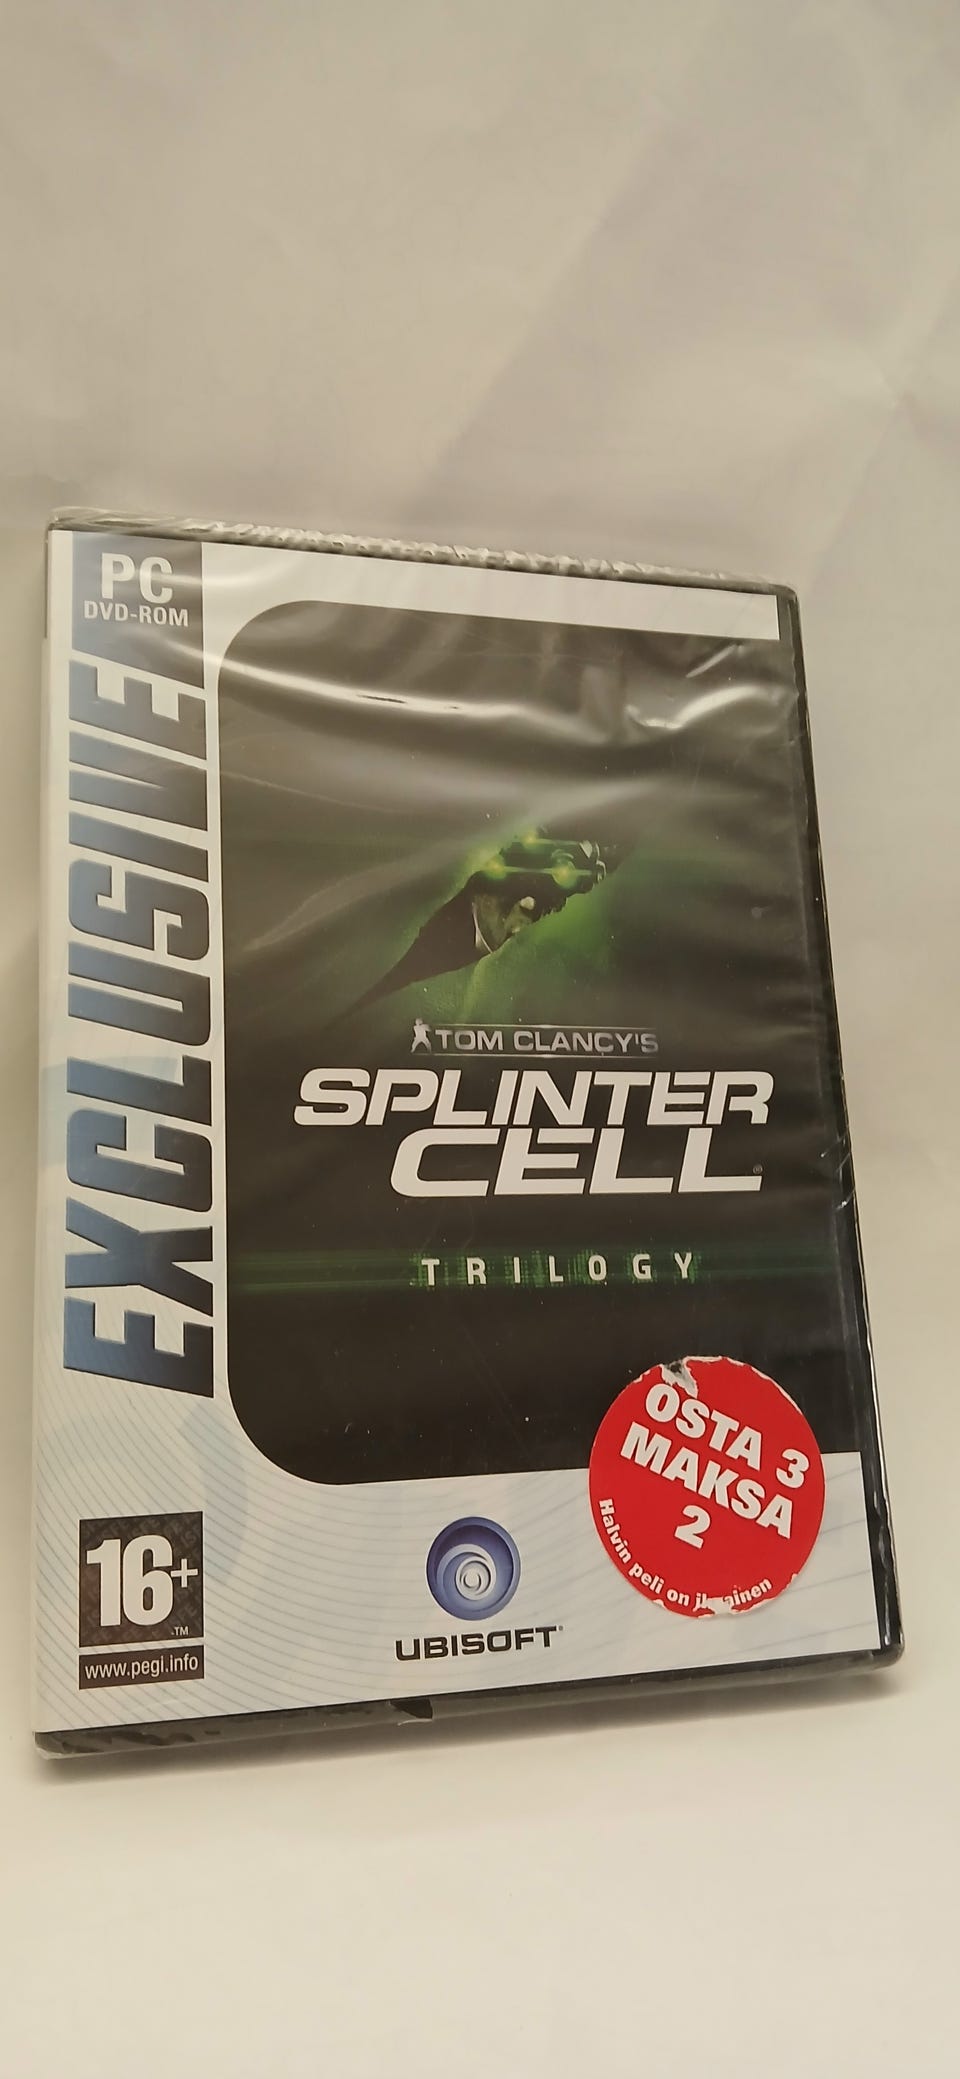 PC
DVD-ROM
EXCLUSIVE
TOM CLANCY'S
SPLINTER
CELL
TRILOGY
OSTA 3
MAKSA
2
Halvin peli on
16+
TM
www.pegi.info
UBISOFT